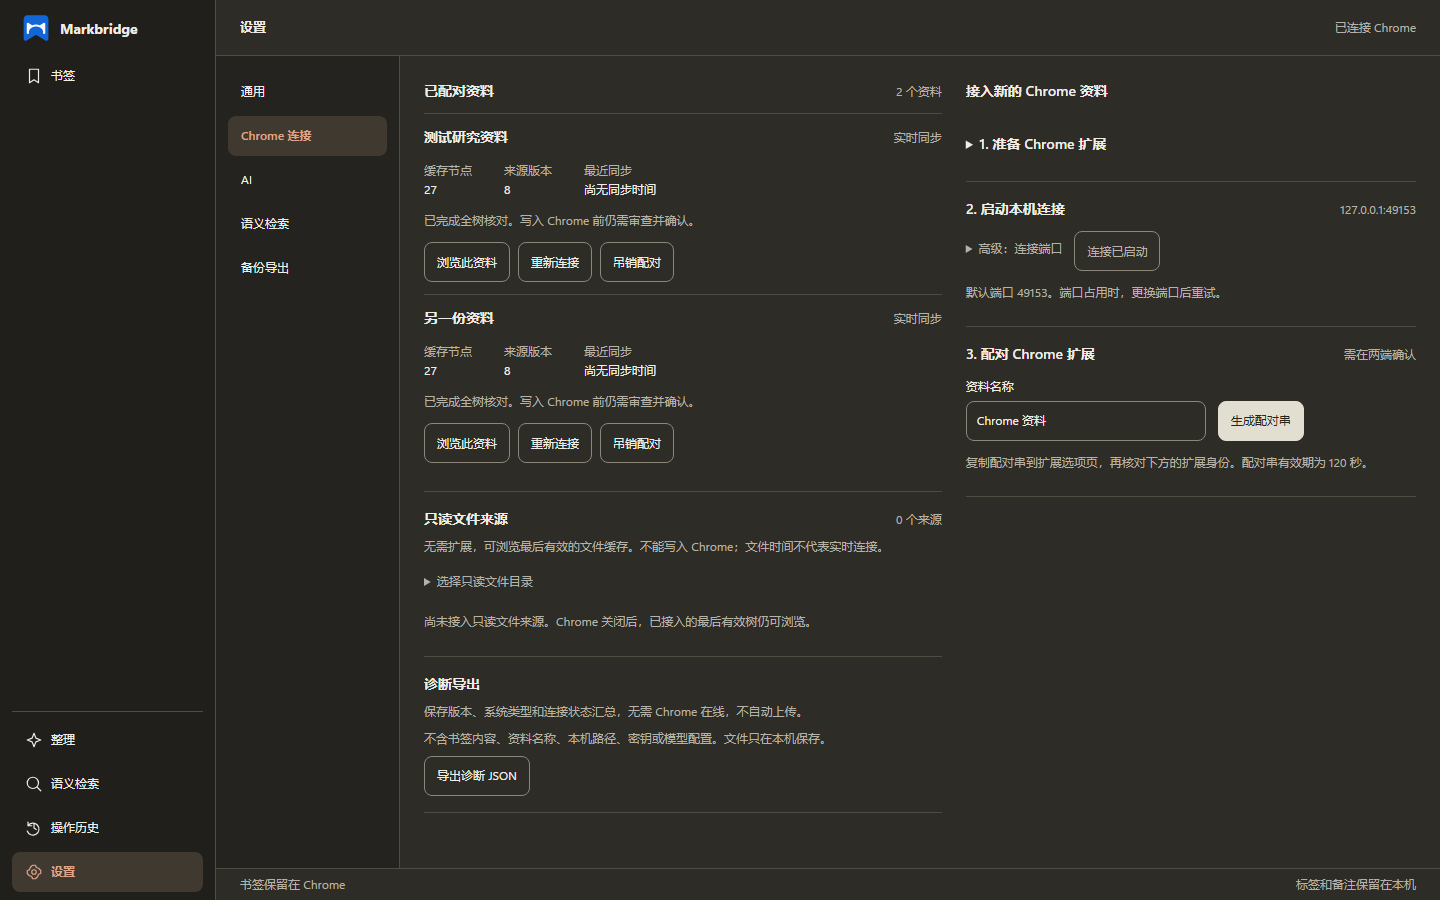 Markbridge
书签
整理
语义检索
操作历史
设置
设置
已连接 Chrome
通用
Chrome 连接
AI
语义检索
备份导出
已配对资料
2 个资料
测试研究资料
实时同步
缓存节点 来源版本 最近同步
27 8 尚无同步时间
已完成全树核对。写入 Chrome 前仍需审查并确认。
浏览此资料 重新连接 吊销配对
另一份资料
实时同步
缓存节点 来源版本 最近同步
27 8 尚无同步时间
已完成全树核对。写入 Chrome 前仍需审查并确认。
浏览此资料 重新连接 吊销配对
只读文件来源
0 个来源
无需扩展，可浏览最后有效的文件缓存。不能写入 Chrome；文件时间不代表实时连接。
选择只读文件目录
尚未接入只读文件来源。Chrome 关闭后，已接入的最后有效树仍可浏览。
诊断导出
保存版本、系统类型和连接状态汇总，无需 Chrome 在线，不自动上传。
不含书签内容、资料名称、本机路径、密钥或模型配置。文件只在本机保存。
导出诊断 JSON
接入新的 Chrome 资料
1. 准备 Chrome 扩展
2. 启动本机连接
127.0.0.1:49153
高级：连接端口 连接已启动
默认端口 49153。端口占用时，更换端口后重试。
3. 配对 Chrome 扩展
需在两端确认
资料名称
Chrome 资料 生成配对串
复制配对串到扩展选项页，再核对下方的扩展身份。配对串有效期为 120 秒。
书签保留在 Chrome
标签和备注保留在本机